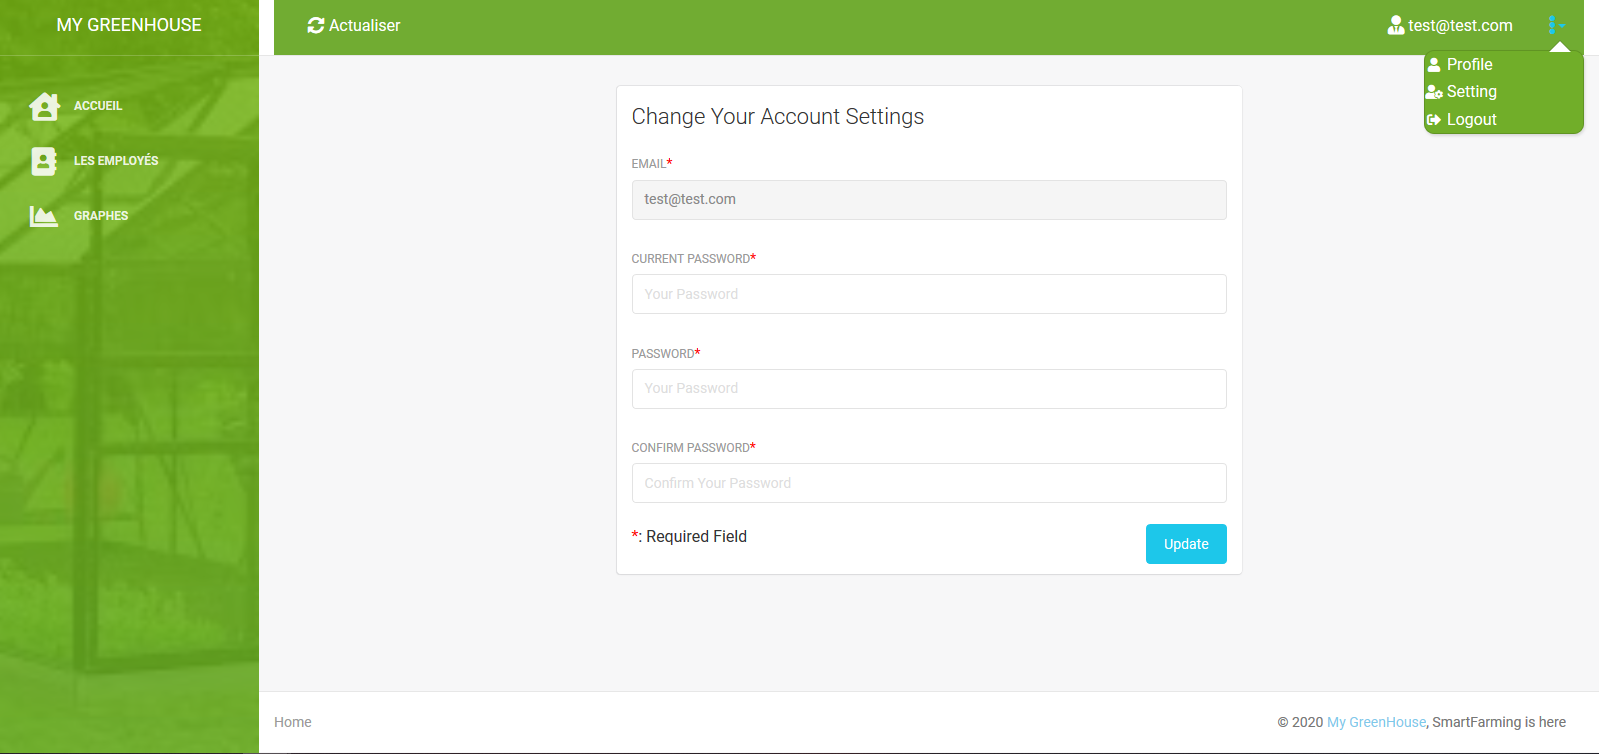 MY GREENHOUSE
Actualiser
test@test.com
Profile
Setting
Logout
ACCUEIL
LES EMPLOYÉS
GRAPHES
Change Your Account Settings
EMAIL*
test@test.com
CURRENT PASSWORD*
Your Password
PASSWORD*
Your Password
CONFIRM PASSWORD*
Confirm Your Password
*: Required Field
Update
Home
© 2020 My GreenHouse, SmartFarming is here